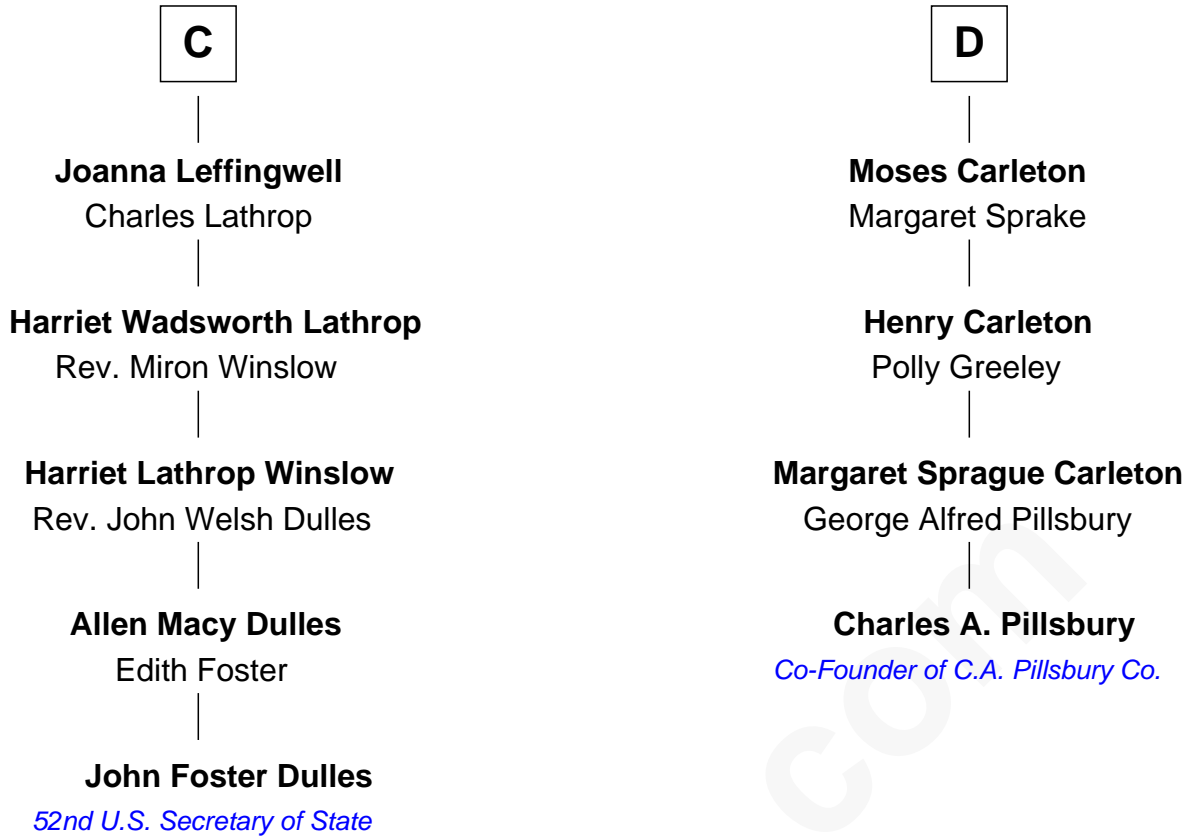 C
Joanna Leffingwell
Charles Lathrop
Harriet Wadsworth Lathrop
Rev. Miron Winslow
Harriet Lathrop Winslow
Rev. John Welsh Dulles
Allen Macy Dulles
Edith Foster
John Foster Dulles
52nd U.S. Secretary of State
D
Moses Carleton
Margaret Sprake
Henry Carleton
Polly Greeley
Margaret Sprague Carleton
George Alfred Pillsbury
Charles A. Pillsbury
Co-Founder of C.A. Pillsbury Co.
com